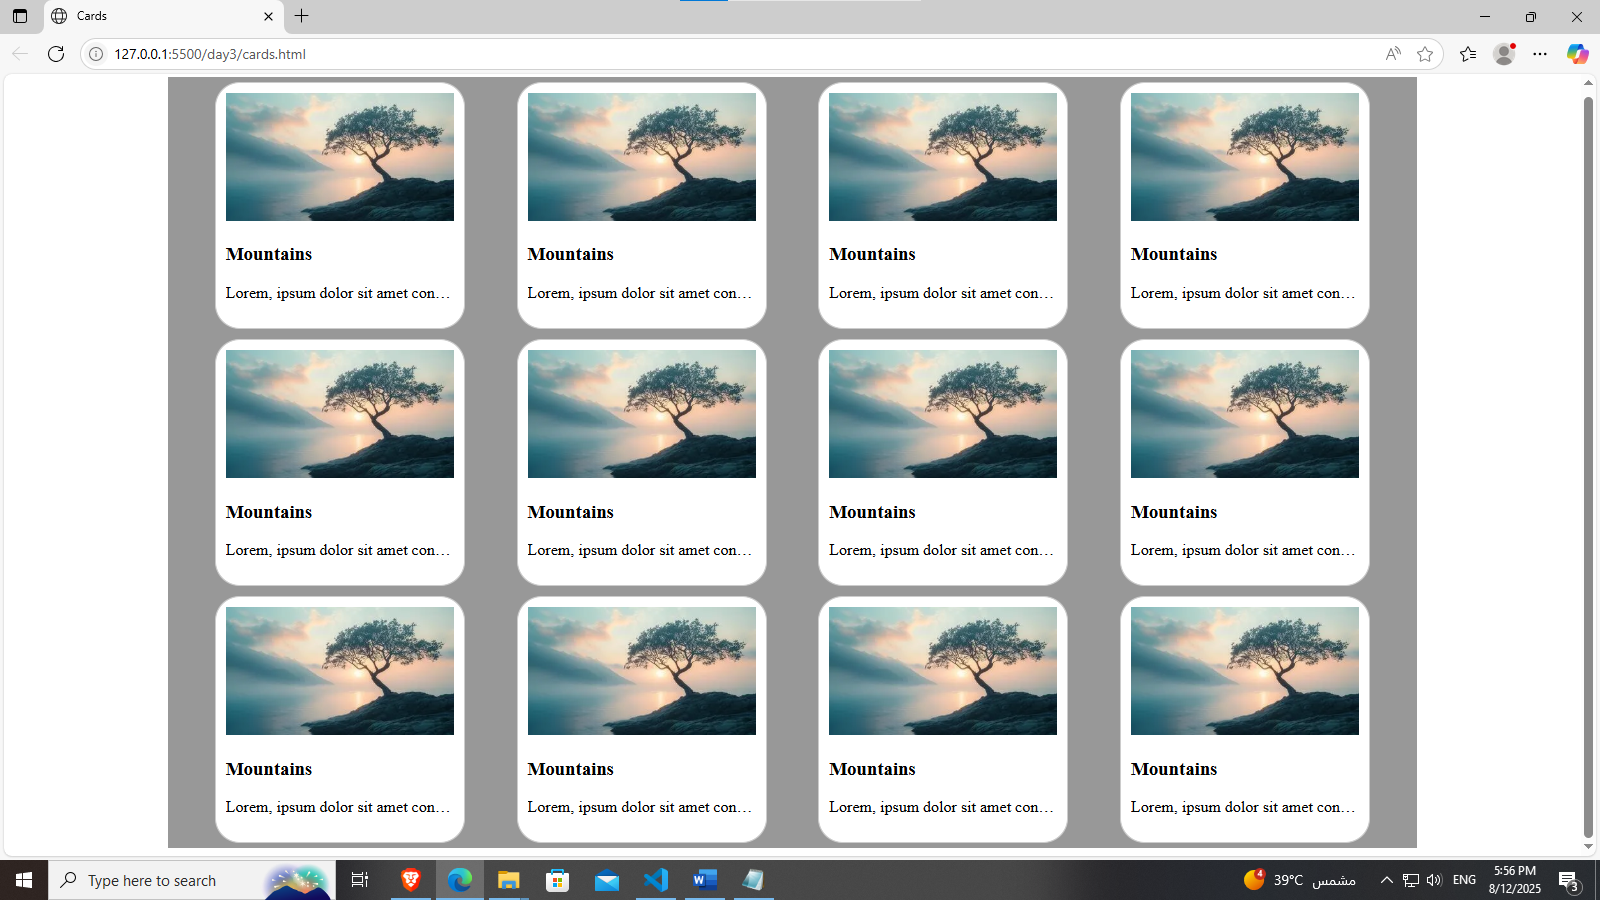 Cards
127.0.0.1:5500/day3/cards.html
Mountains Mountains Mountains Mountains
Lorem, ipsum dolor sit amet con… Lorem, ipsum dolor sit amet con… Lorem, ipsum dolor sit amet con… Lorem, ipsum dolor sit amet con…
Mountains Mountains Mountains Mountains
Lorem, ipsum dolor sit amet con… Lorem, ipsum dolor sit amet con… Lorem, ipsum dolor sit amet con… Lorem, ipsum dolor sit amet con…
Mountains Mountains Mountains Mountains
Lorem, ipsum dolor sit amet con… Lorem, ipsum dolor sit amet con… Lorem, ipsum dolor sit amet con… Lorem, ipsum dolor sit amet con…
Type here to search
4
39°C مشمس
ENG
5:56 PM
8/12/2025
3